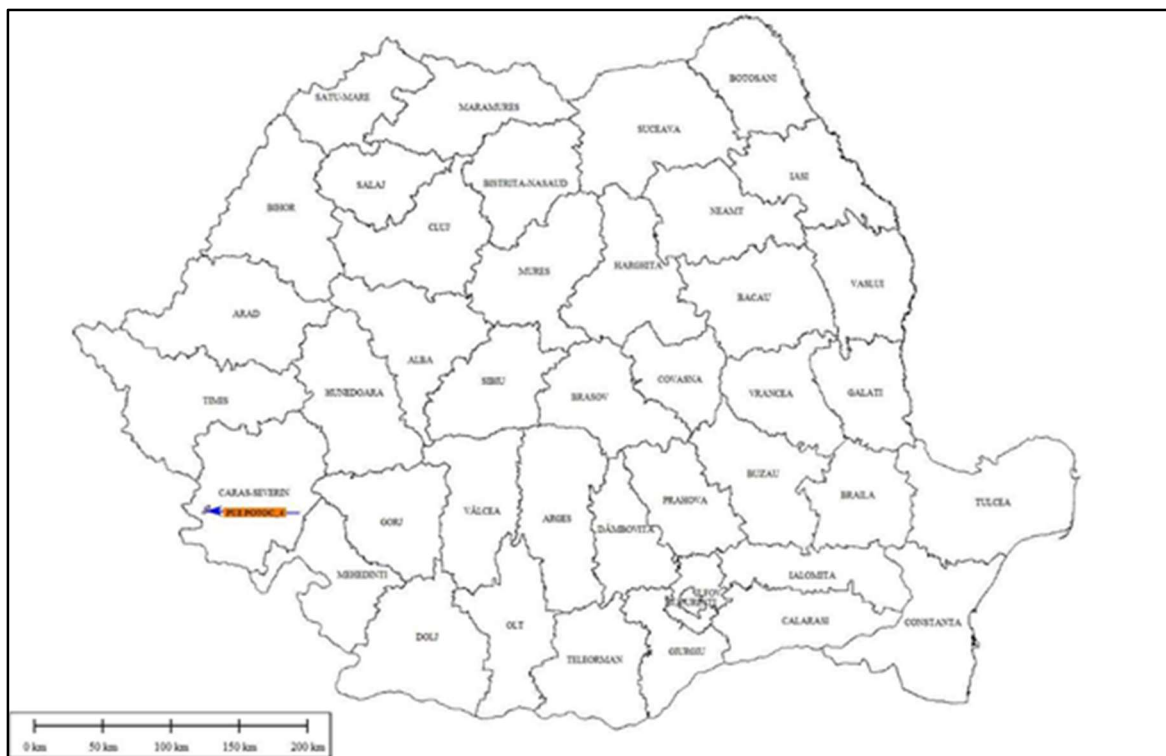 BOTOSANI
SATU-MARE
MARAMURES
SUCEAVA
IASI
SALAJ
BISTRITA-NASAUD
BIHOR
NEAMT
CLUJ
MURES
HARGHITA
VASLUI
BACAU
ARAD
ALBA
SIBIU
COVASNA
HUNEDOARA
BRASOV
VRANCEA
GALATI
TIMIS
BUZAU
CARAS-SEVERIN
BRAILA
PRAHOVA
TULCEA
VÂLCEA
ARGES
GORJ
DÂMBOVITA
MEHEDINTI
IALOMITA
CALARASI
CONSTANTA
OLT
DOLJ
GIURGIU
TELEORMAN
0 km 50 km 100 km 150 km 200 km